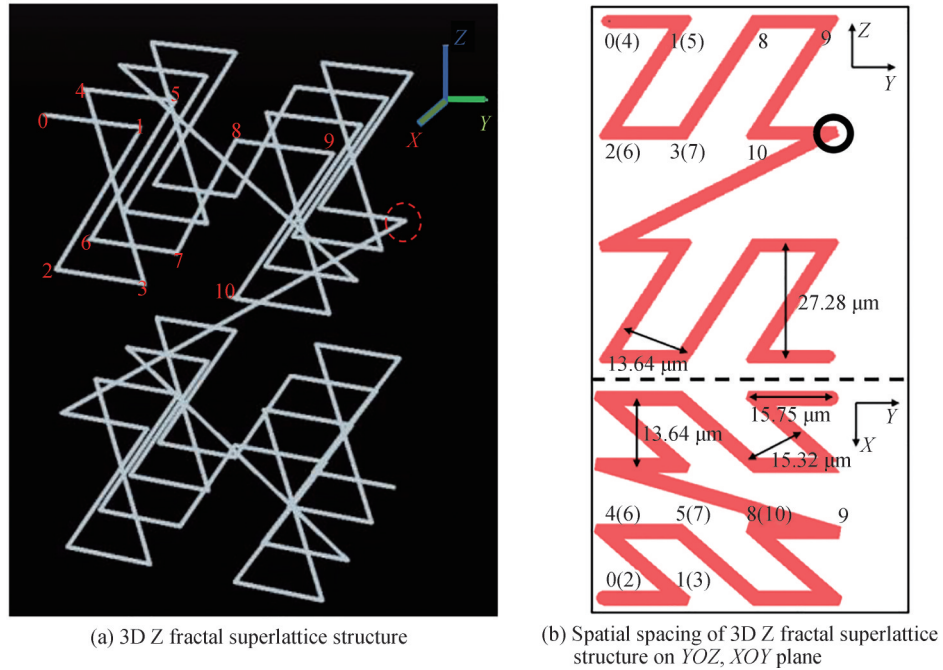 Z
X
Y
4
5
0
1
8
9
6
7
2
3
10
(a) 3D Z fractal superlattice structure
0(4)
1(5)
8
9
Z
Y
2(6)
3(7)
10
27.28 μm
13.64 μm
15.75 μm
Y
13.64 μm
X
15.32 μm
4(6)
5(7)
8(10)
9
0(2)
1(3)
(b) Spatial spacing of 3D Z fractal superlattice
structure on YOZ, XOY plane